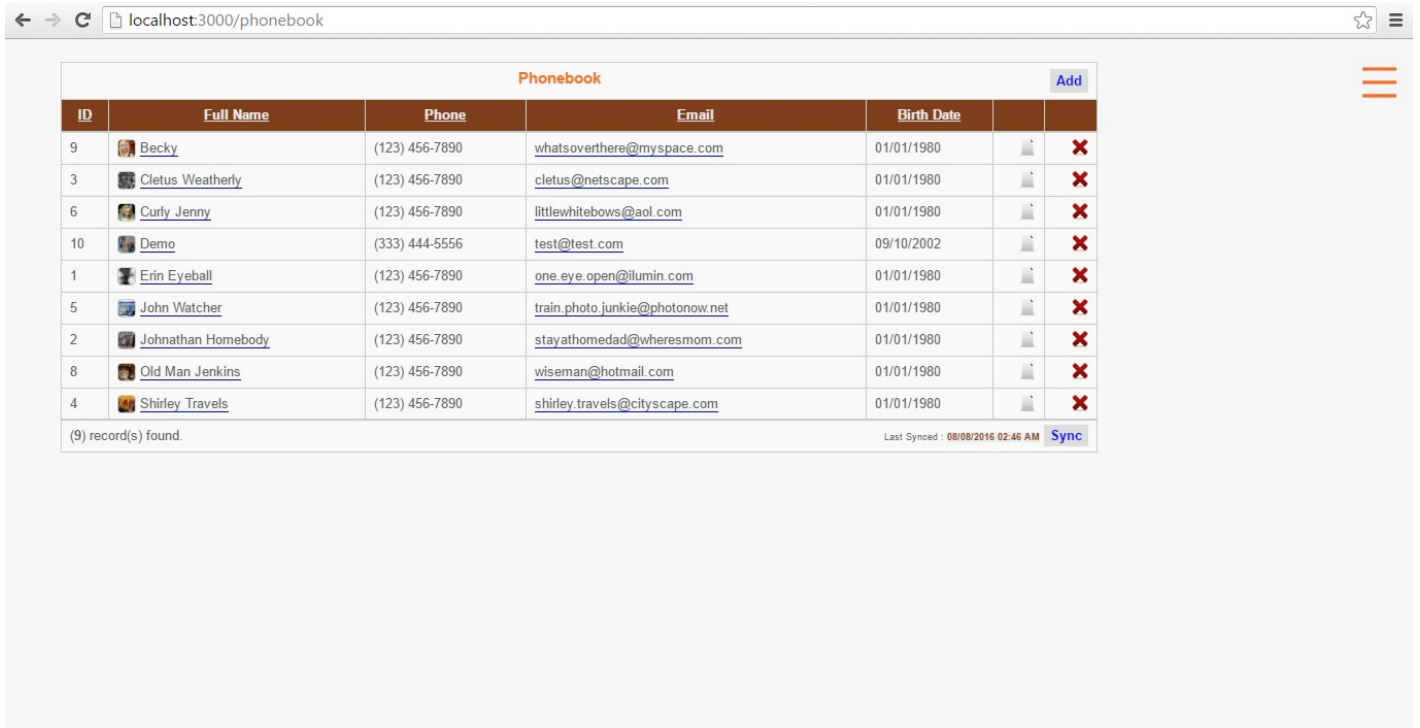 localhost:3000/phonebook
Phonebook Add
ID Full Name Phone Email Birth Date
9 Becky (123) 456-7890 whatsoverthere@myspace.com 01/01/1980
3 Cletus Weatherly (123) 456-7890 cletus@netscape.com 01/01/1980
6 Curly Jenny (123) 456-7890 littlewhitebows@aol.com 01/01/1980
10 Demo (333) 444-5556 test@test.com 09/10/2002
1 Erin Eyeball (123) 456-7890 one.eye.open@ilumin.com 01/01/1980
5 John Watcher (123) 456-7890 train.photo.junkie@photonow.net 01/01/1980
2 Johnathan Homebody (123) 456-7890 stayathomedad@wheresmom.com 01/01/1980
8 Old Man Jenkins (123) 456-7890 wiseman@hotmail.com 01/01/1980
4 Shirley Travels (123) 456-7890 shirley.travels@cityscape.com 01/01/1980
(9) record(s) found. Last Synced : 08/08/2016 02:46 AM Sync